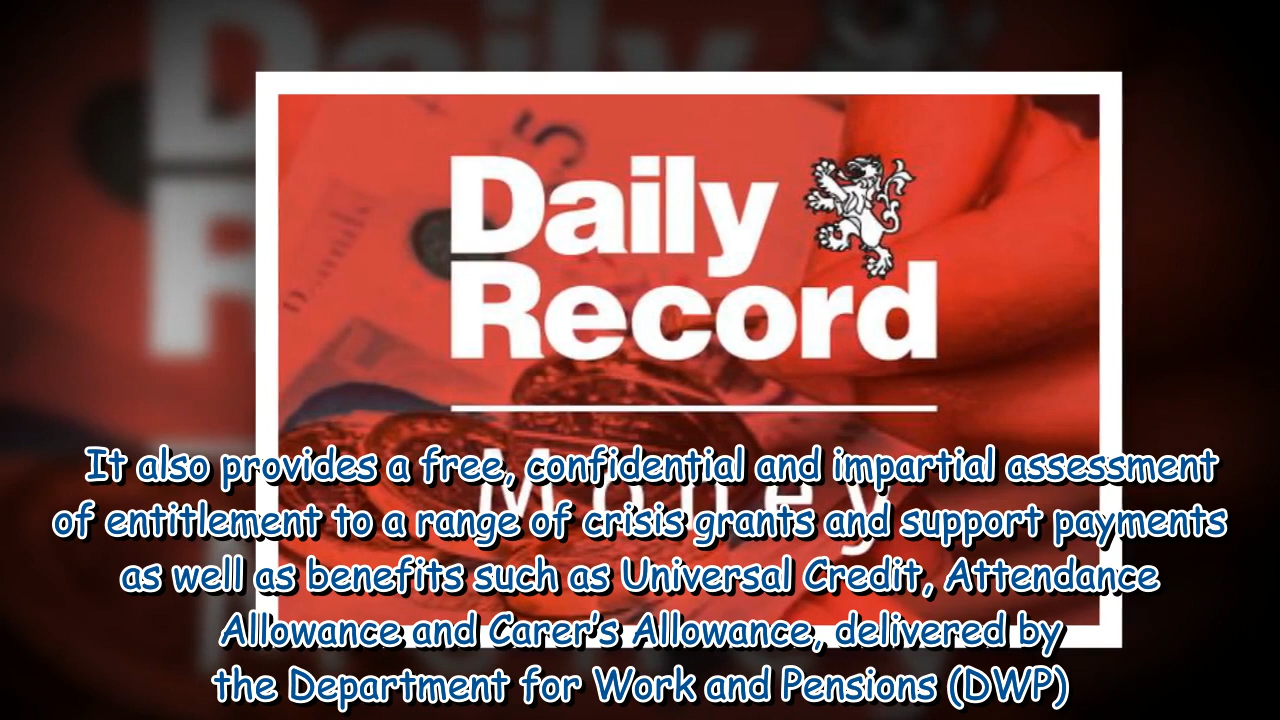 Daily
Record
Money
It also provides a free, confidential and impartial assessment
of entitlement to a range of crisis grants and support payments
as well as benefits such as Universal Credit, Attendance
Allowance and Carer's Allowance, delivered by
the Department for Work and Pensions (DWP)